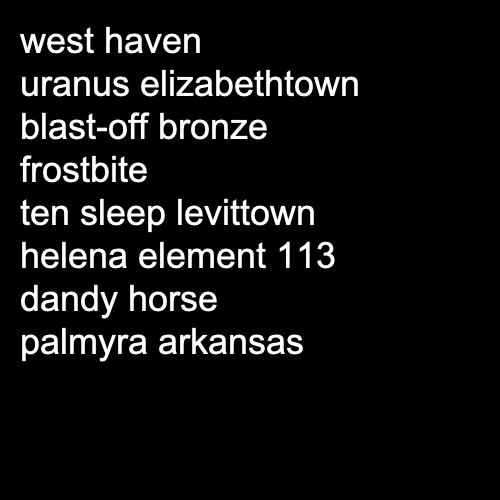 west haven
uranus elizabethtown
blast-off bronze
frostbite
ten sleep levittown
helena element 113
dandy horse
palmyra arkansas